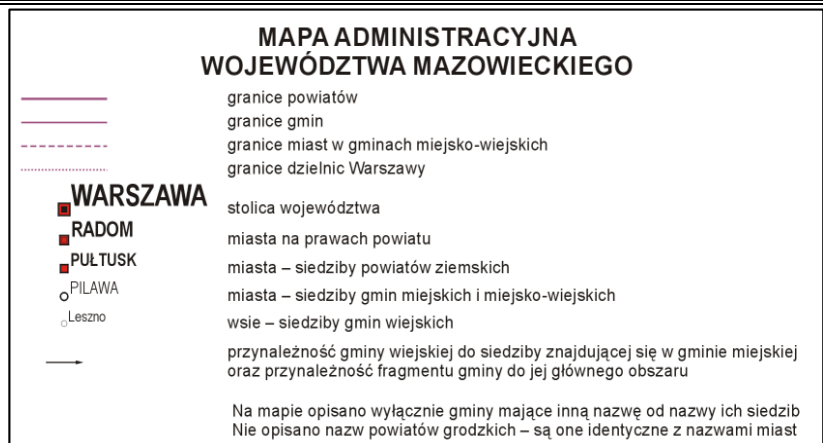 MAPA ADMINISTRACYJNA
WOJEWÓDZTWA MAZOWIECKIEGO
granice powiatów
granice gmin
granice miast w gminach miejsko-wiejskich
granice dzielnic Warszawy
WARSZAWA stolica województwa
RADOM miasta na prawach powiatu
PUŁTUSK miasta – siedziby powiatów ziemskich
PILAWA miasta – siedziby gmin miejskich i miejsko-wiejskich
Leszno wsie – siedziby gmin wiejskich
przynależność gminy wiejskiej do siedziby znajdującej się w gminie miejskiej
oraz przynależność fragmentu gminy do jej głównego obszaru
Na mapie opisano wyłącznie gminy mające inną nazwę od nazwy ich siedzib
Nie opisano nazw powiatów grodzkich – są one identyczne z nazwami miast